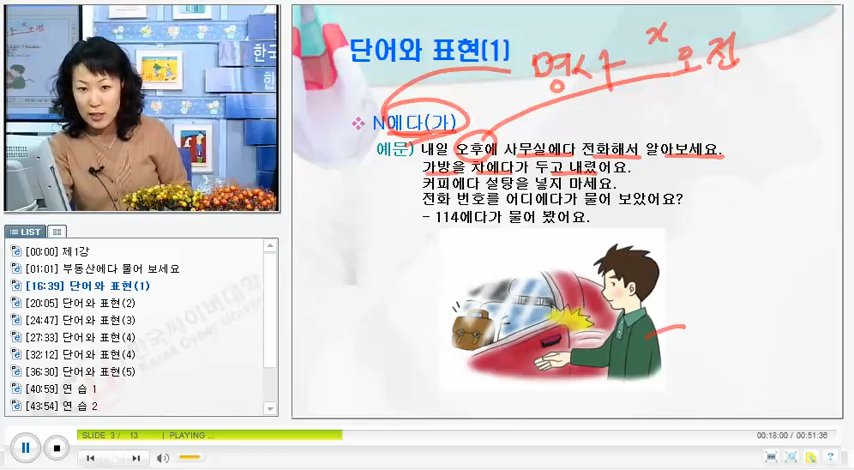 한국
단어와 표현(1)
명사 x 오전
❖ N에다(가)
예문) 내일 오후에 사무실에다 전화해서 알아보세요.
가방을 차에다가 두고 내렸어요.
커피에다 설탕을 넣지 마세요.
전화 번호를 어디에다가 물어 보았어요?
- 114에다가 물어 봤어요.
LIST
[00:00] 제1강
[01:01] 부동산에다 물어 보세요
[16:39] 단어와 표현(1)
[20:05] 단어와 표현(2)
[24:47] 단어와 표현(3)
[27:33] 단어와 표현(4)
[32:12] 단어와 표현(4)
[36:30] 단어와 표현(5)
[40:59] 연 습 1
[43:54] 연 습 2
SLIDE 3 / 13 | PLAYING ...
00:18:00 / 00:51:36